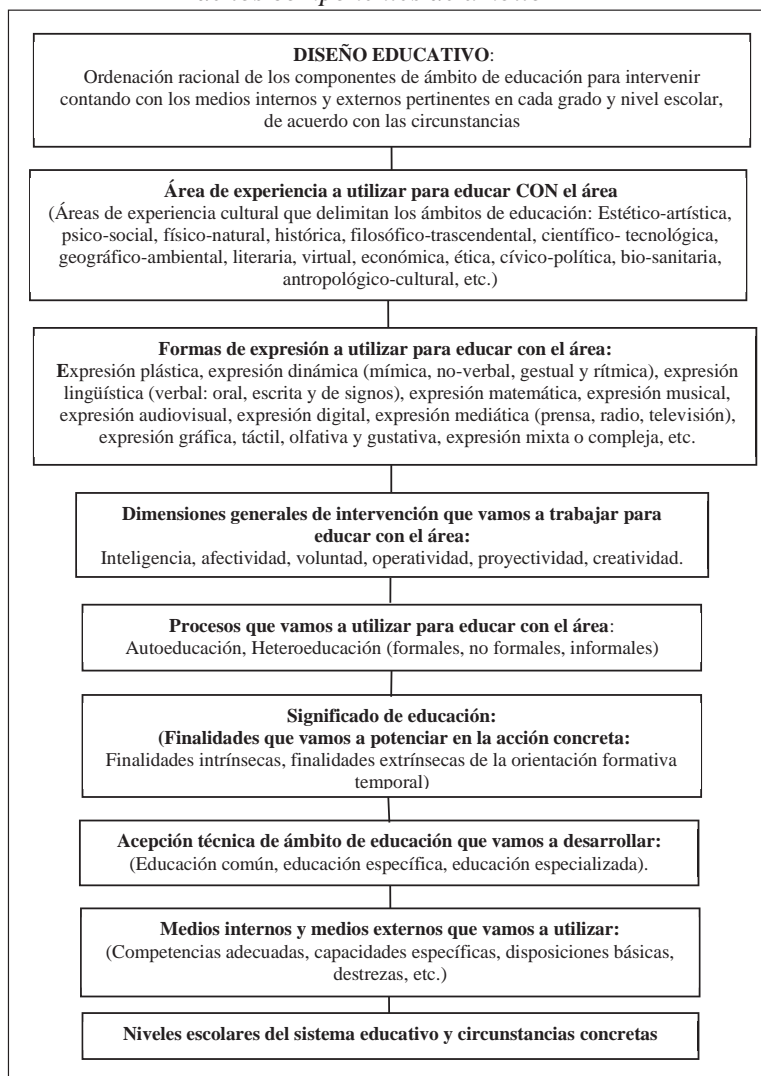 DISEÑO EDUCATIVO:
Ordenación racional de los componentes de ámbito de educación para intervenir
contando con los medios internos y externos pertinentes en cada grado y nivel escolar,
de acuerdo con las circunstancias
Área de experiencia a utilizar para educar CON el área
(Áreas de experiencia cultural que delimitan los ámbitos de educación: Estético-artística,
psico-social, físico-natural, histórica, filosófico-trascendental, científico- tecnológica,
geográfico-ambiental, literaria, virtual, económica, ética, cívico-política, bio-sanitaria,
antropológico-cultural, etc.)
Formas de expresión a utilizar para educar con el área:
Expresión plástica, expresión dinámica (mímica, no-verbal, gestual y rítmica), expresión
lingüística (verbal: oral, escrita y de signos), expresión matemática, expresión musical,
expresión audiovisual, expresión digital, expresión mediática (prensa, radio, televisión),
expresión gráfica, táctil, olfativa y gustativa, expresión mixta o compleja, etc.
Dimensiones generales de intervención que vamos a trabajar para
educar con el área:
Inteligencia, afectividad, voluntad, operatividad, proyectividad, creatividad.
Procesos que vamos a utilizar para educar con el área:
Autoeducación, Heteroeducación (formales, no formales, informales)
Significado de educación:
(Finalidades que vamos a potenciar en la acción concreta:
Finalidades intrínsecas, finalidades extrínsecas de la orientación formativa
temporal)
Acepción técnica de ámbito de educación que vamos a desarrollar:
(Educación común, educación específica, educación especializada).
Medios internos y medios externos que vamos a utilizar:
(Competencias adecuadas, capacidades específicas, disposiciones básicas,
destrezas, etc.)
Niveles escolares del sistema educativo y circunstancias concretas